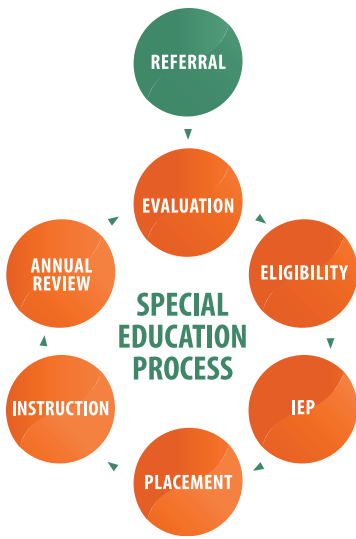 REFERRAL
EVALUATION
ELIGIBILITY
IEP
PLACEMENT
INSTRUCTION
ANNUAL
REVIEW
SPECIAL
EDUCATION
PROCESS